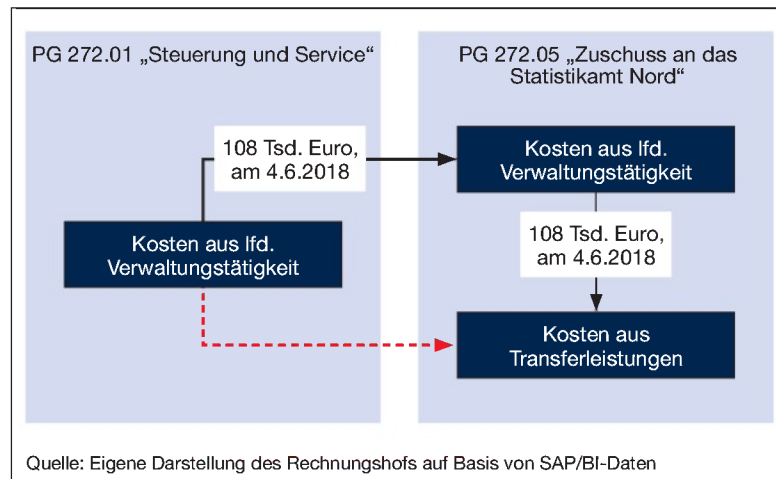 PG 272.01 „Steuerung und Service“
PG 272.05 „Zuschuss an das
Statistikamt Nord“
108 Tsd. Euro,
am 4.6.2018
Kosten aus lfd.
Verwaltungstätigkeit
Kosten aus lfd.
Verwaltungstätigkeit
108 Tsd. Euro,
am 4.6.2018
Kosten aus
Transferleistungen
Quelle: Eigene Darstellung des Rechnungshofs auf Basis von SAP/BI-Daten